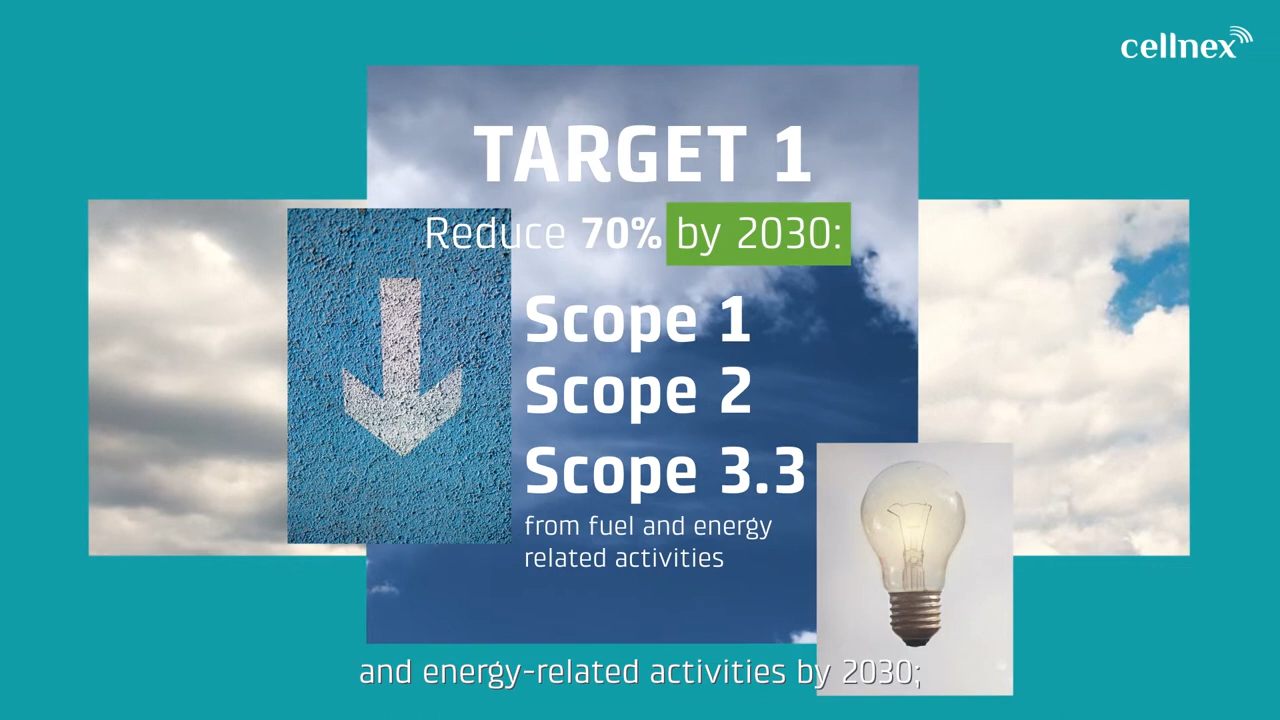 cellnex
TARGET 1
Reduce 70% by 2030:
Scope 1
Scope 2
Scope 3.3
from fuel and energy
related activities
and energy-related activities by 2030;